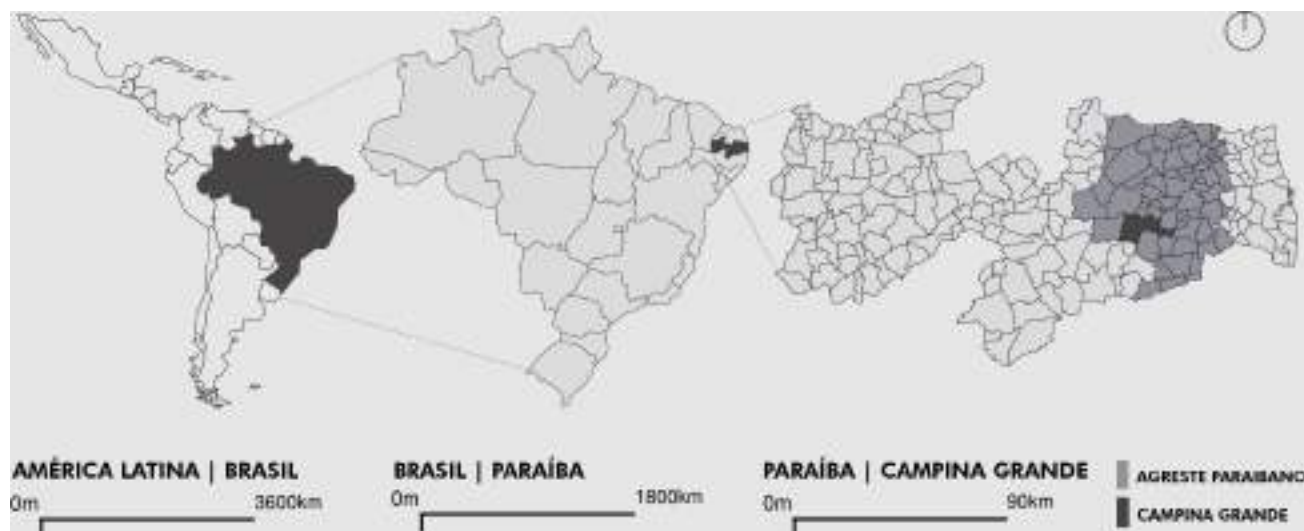 AMÉRICA LATINA | BRASIL
0m 3600km
BRASIL | PARAÍBA
0m 1800km
PARAÍBA | CAMPINA GRANDE
0m 90km
AGRESTE PARAIBANO
CAMPINA GRANDE